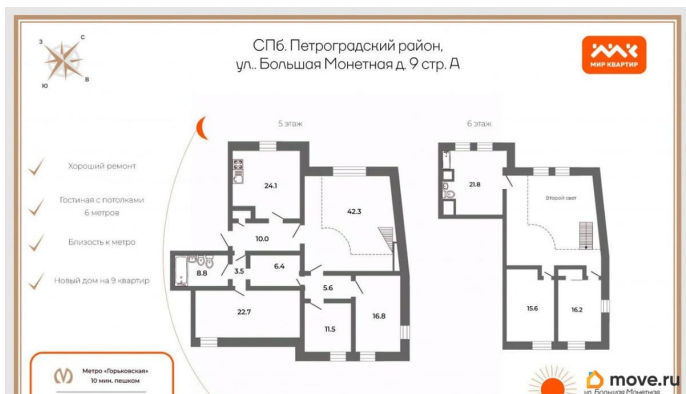 СПб. Петроградский район,
ул.. Большая Монетная д. 9 стр. А
МИР КВАРТИР
С
З
В
Ю
5 этаж
6 этаж
Хороший ремонт
Гостиная с потолками
6 метров
Близость к метро
Новый дом на 9 квартир
24.1
42.3
10.0
8.8
3.5
6.4
5.6
22.7
11.5
16.8
21.8
Второй свет
15.6
16.2
Метро «Горьковская»
10 мин. пешком
move.ru
ул. Большая Монетная